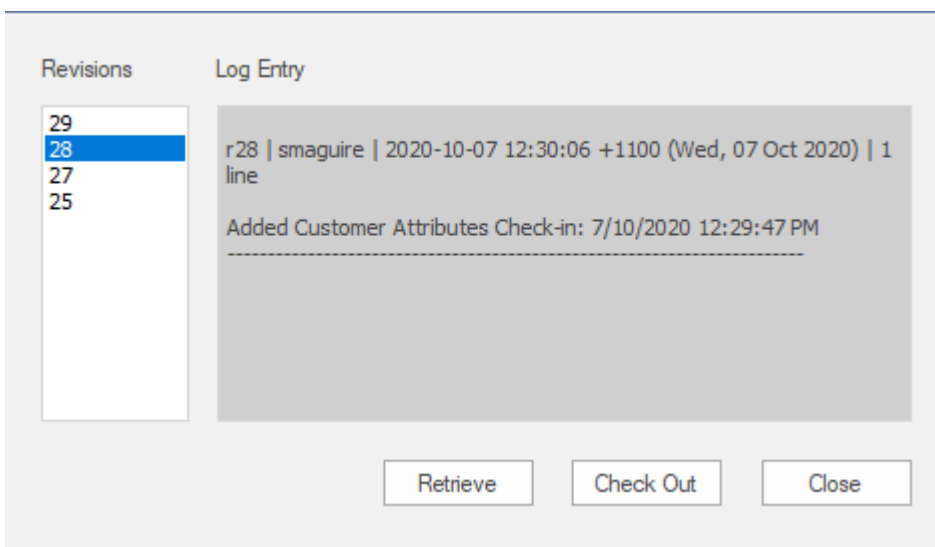 Revisions
Log Entry
29
28
27
25
r28 | smaguire | 2020-10-07 12:30:06 +1100 (Wed, 07 Oct 2020) | 1
line
Added Customer Attributes Check-in: 7/10/2020 12:29:47 PM
------------------------------------------------------------------------
Retrieve
Check Out
Close